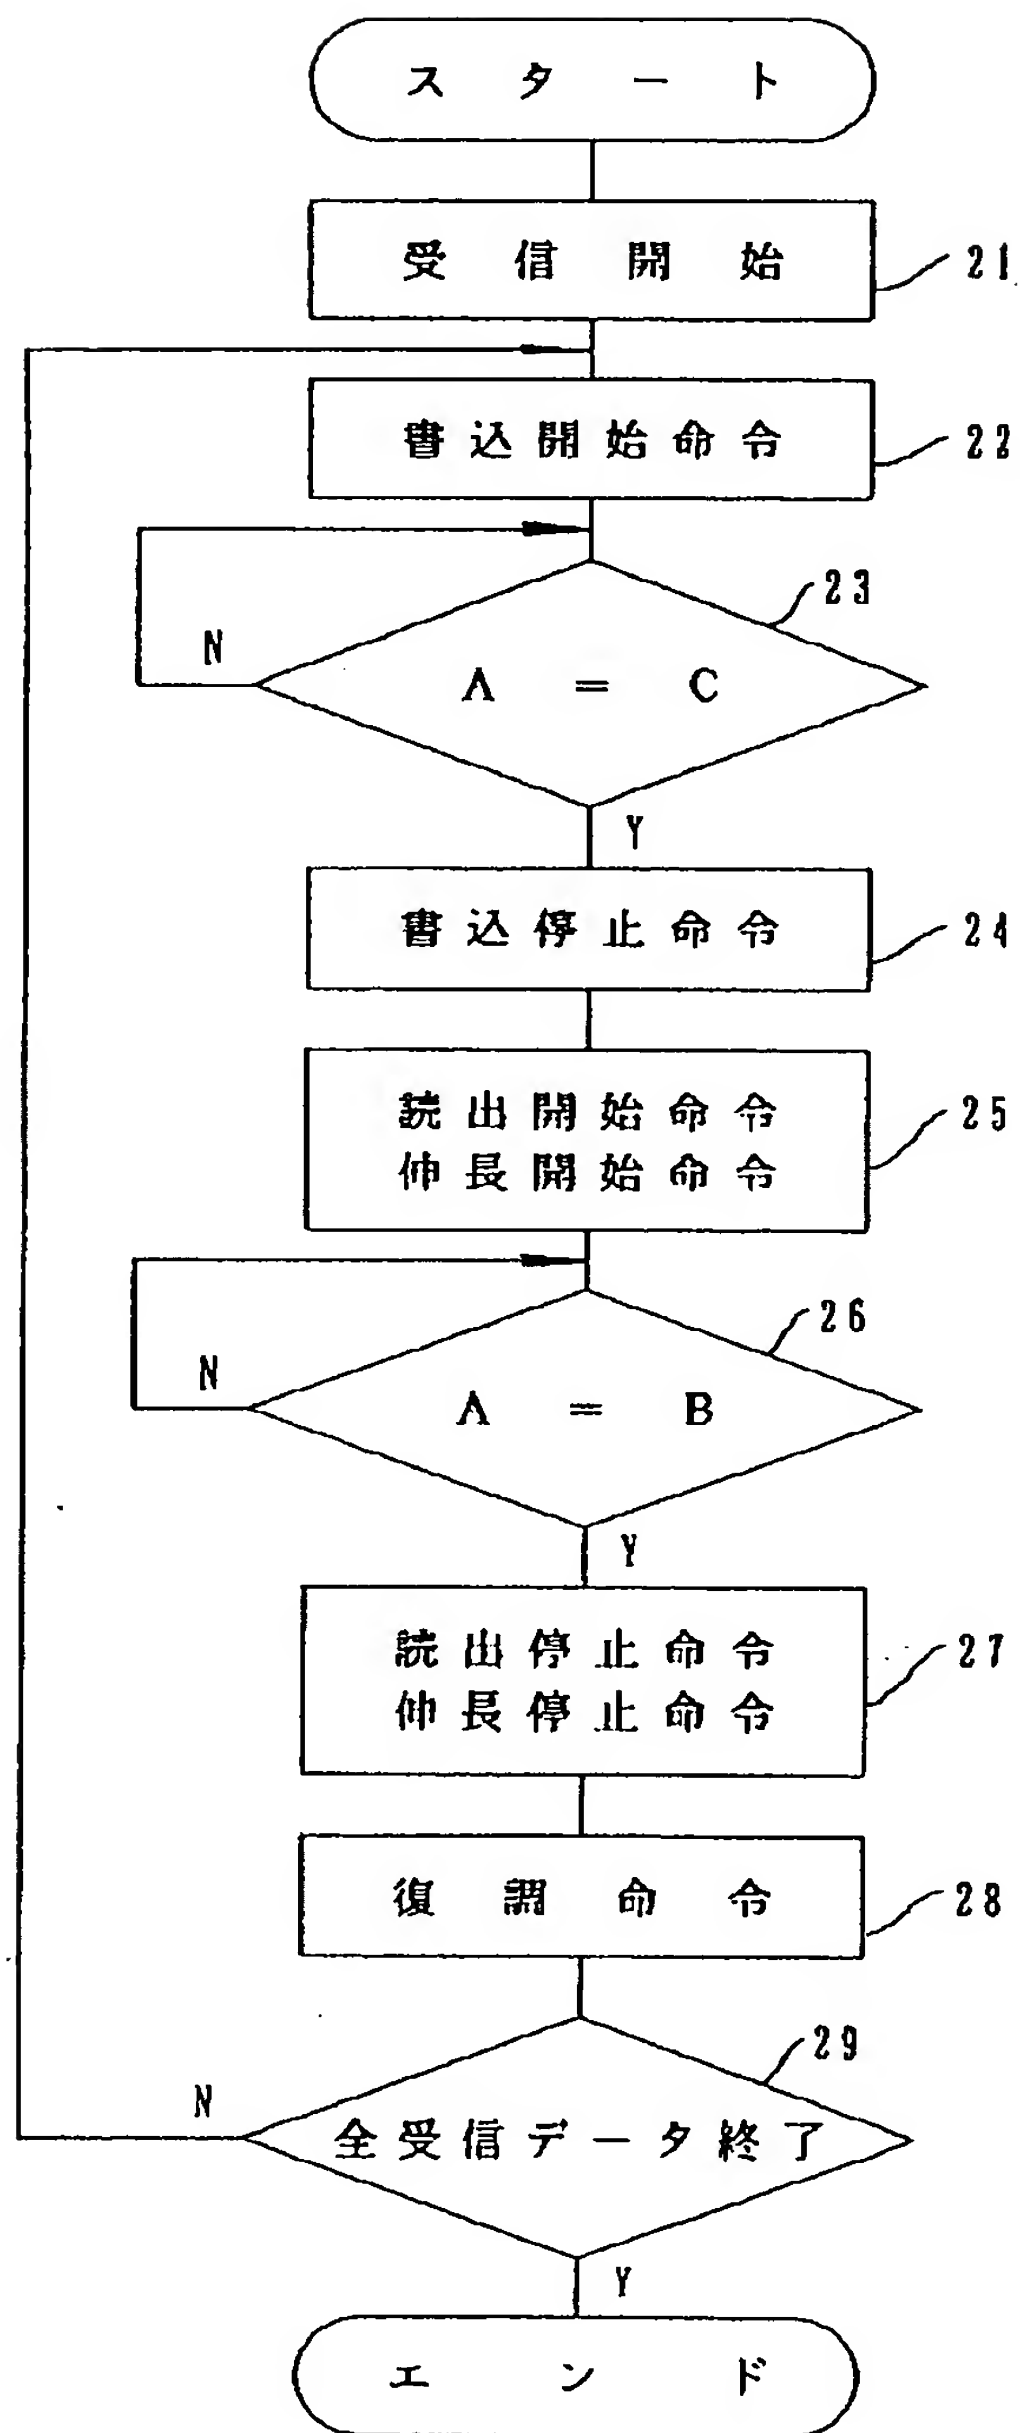 スタート
受信開始
21
書込開始命令
22
23
N
A = C
Y
書込停止命令
24
読出開始命令
伸長開始命令
25
26
N
A = B
Y
読出停止命令
伸長停止命令
27
復調命令
28
29
N
全受信データ終了
Y
エンド